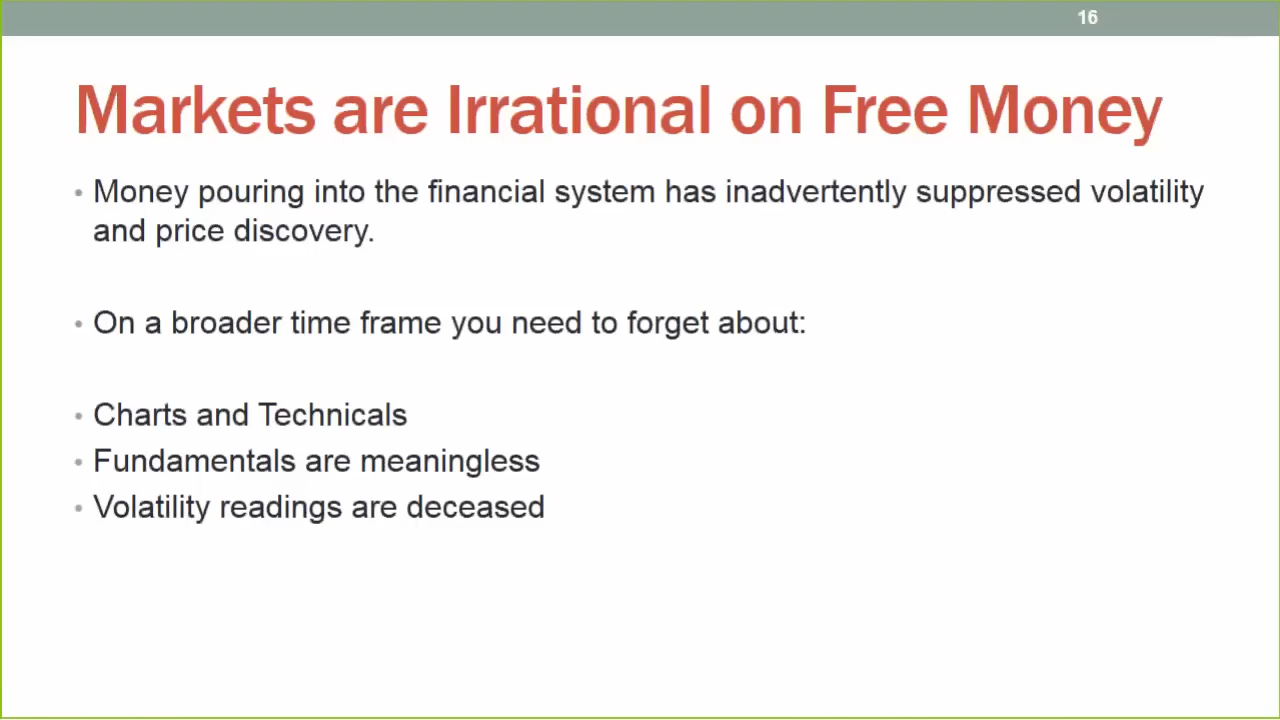 16
Markets are Irrational on Free Money
• Money pouring into the financial system has inadvertently suppressed volatility
and price discovery.
• On a broader time frame you need to forget about:
• Charts and Technicals
• Fundamentals are meaningless
• Volatility readings are deceased